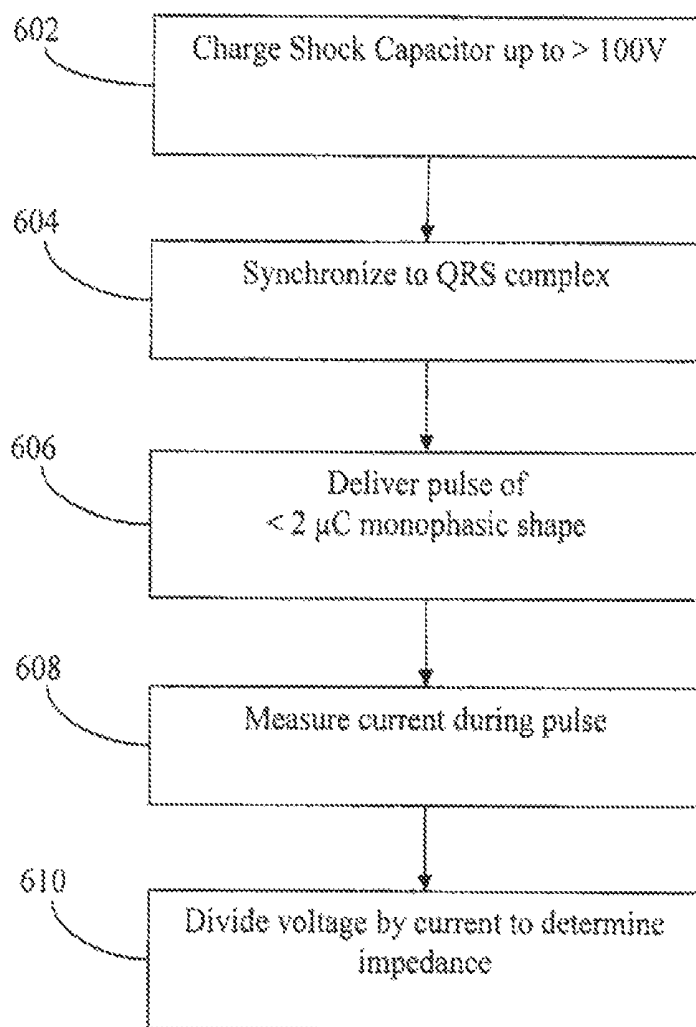 602
Charge Shock Capacitor up to > 100V
604
Synchronize to QRS complex
606
Deliver pulse of
< 2 μC monophasic shape
608
Measure current during pulse
610
Divide voltage by current to determine
impedance